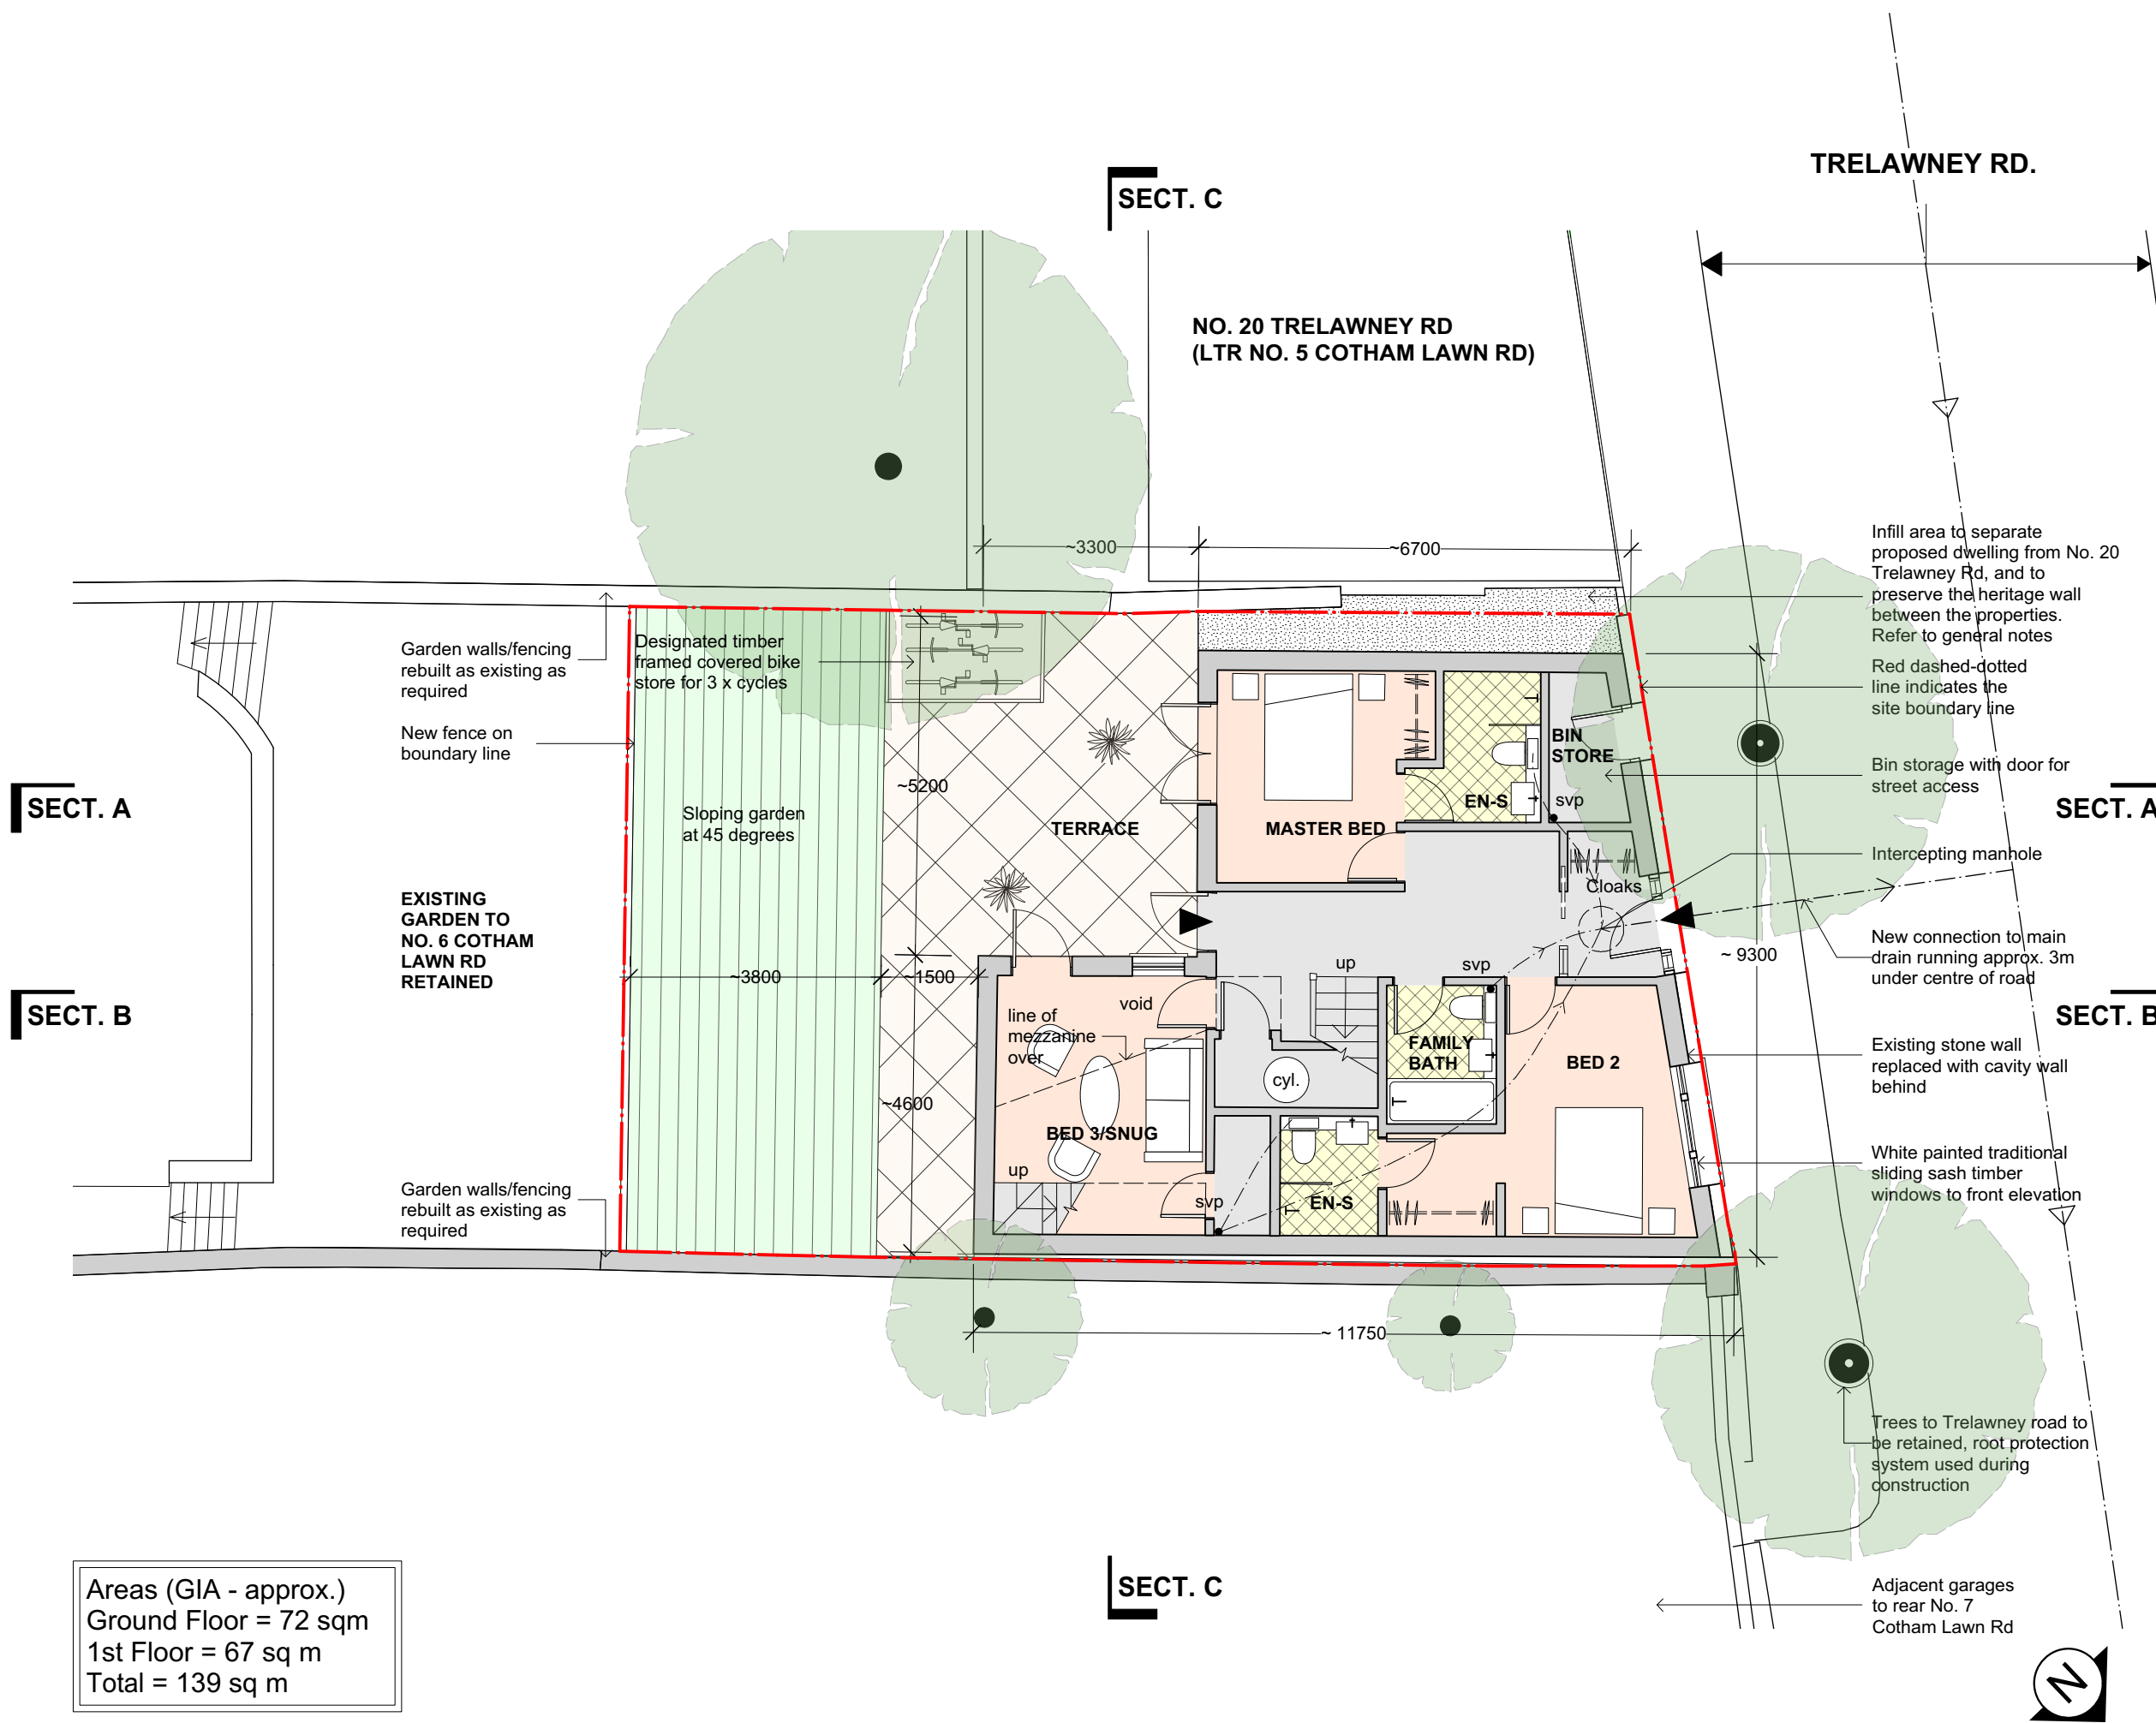 TRELAWNEY RD.
SECT. C
NO. 20 TRELAWNEY RD
(LTR NO. 5 COTHAM LAWN RD)
~3300
~6700
Infill area to separate
proposed dwelling from No. 20
Trelawney Rd, and to
preserve the heritage wall
between the properties.
Refer to general notes
Garden walls/fencing
rebuilt as existing as
required
Designated timber
framed covered bike
store for 3 x cycles
Red dashed-dotted
line indicates the
site boundary line
New fence on
boundary line
BIN
STORE
Bin storage with door for
street access
SECT. A
~5200
Sloping garden
at 45 degrees
TERRACE
MASTER BED
EN-S
svp
SECT. A
Intercepting manhole
Cloaks
EXISTING
GARDEN TO
NO. 6 COTHAM
LAWN RD
RETAINED
New connection to main
drain running approx. 3m
under centre of road
~ 9300
~3800
~1500
up
svp
void
SECT. B
line of
mezzanine
over
SECT. B
FAMILY
BATH
BED 2
Existing stone wall
replaced with cavity wall
behind
cyl.
~4600
BED 3/SNUG
White painted traditional
sliding sash timber
windows to front elevation
up
svp
EN-S
Garden walls/fencing
rebuilt as existing as
required
~ 11750
Trees to Trelawney road to
be retained, root protection
system used during
construction
SECT. C
Adjacent garages
to rear No. 7
Cotham Lawn Rd
Areas (GIA - approx.)
Ground Floor = 72 sqm
1st Floor = 67 sq m
Total = 139 sq m
N